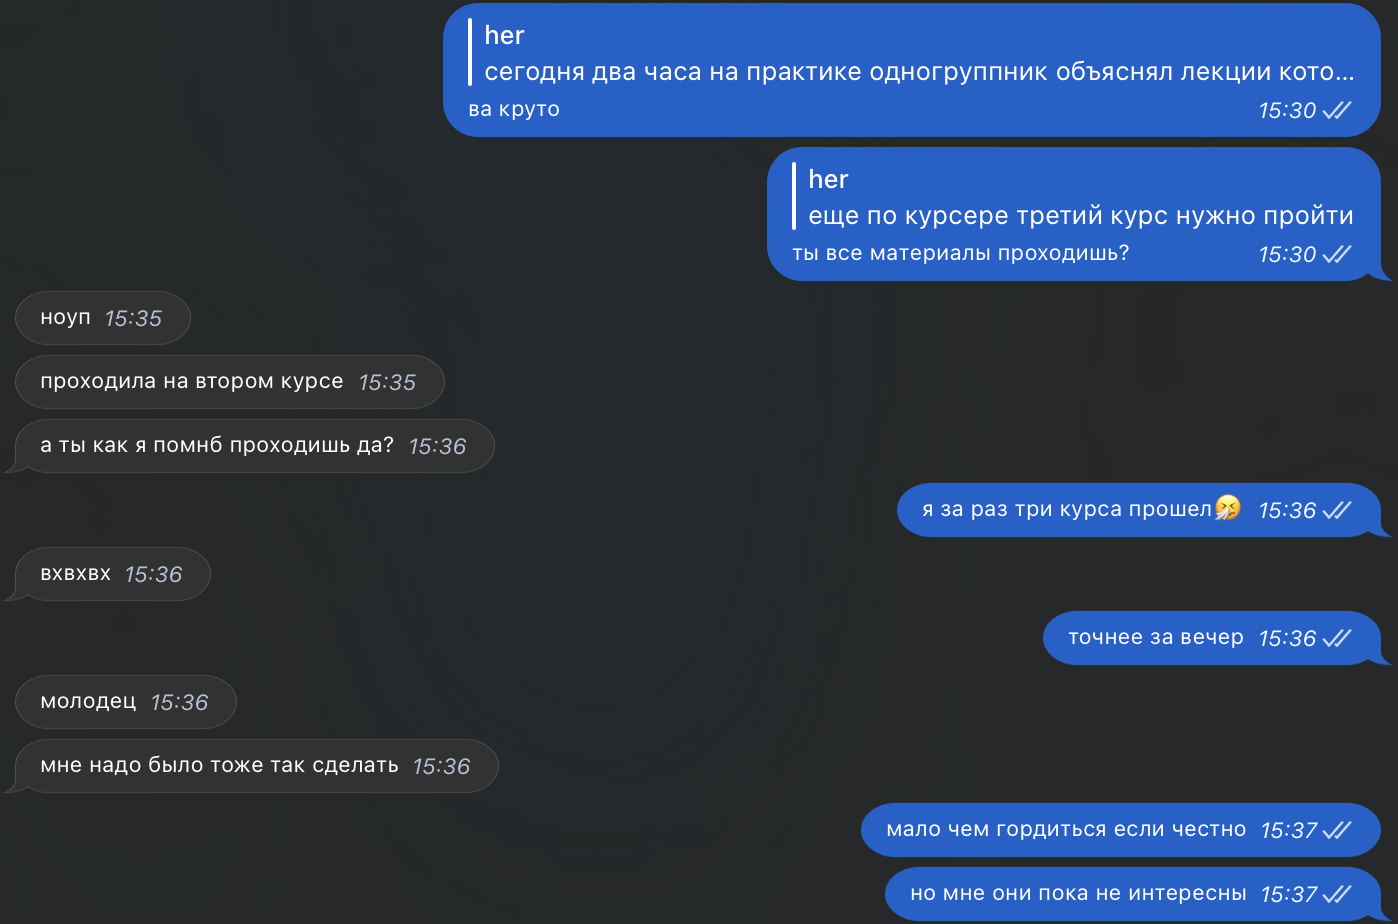 her
сегодня два часа на практике одногруппник объяснял лекции кото...
ва круто 15:30
her
еще по курсере третий курс нужно пройти
ты все материалы проходишь? 15:30
ноуп 15:35
проходила на втором курсе 15:35
а ты как я помнб проходишь да? 15:36
я за раз три курса прошел🤧 15:36
вхвхвх 15:36
точнее за вечер 15:36
молодец 15:36
мне надо было тоже так сделать 15:36
мало чем гордиться если честно 15:37
но мне они пока не интересны 15:37